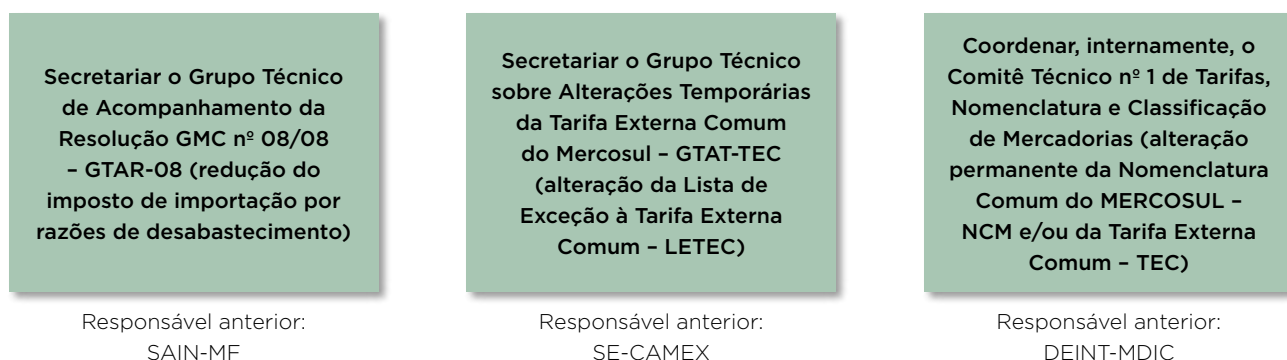 Secretariar o Grupo Técnico
de Acompanhamento da
Resolução GMC nº 08/08
– GTAR-08 (redução do
imposto de importação por
razões de desabastecimento)
Responsável anterior:
SAIN-MF
Secretariar o Grupo Técnico
sobre Alterações Temporárias
da Tarifa Externa Comum
do Mercosul – GTAT-TEC
(alteração da Lista de
Exceção à Tarifa Externa
Comum – LETEC)
Responsável anterior:
SE-CAMEX
Coordenar, internamente, o
Comitê Técnico nº 1 de Tarifas,
Nomenclatura e Classificação
de Mercadorias (alteração
permanente da Nomenclatura
Comum do MERCOSUL –
NCM e/ou da Tarifa Externa
Comum – TEC)
Responsável anterior:
DEINT-MDIC